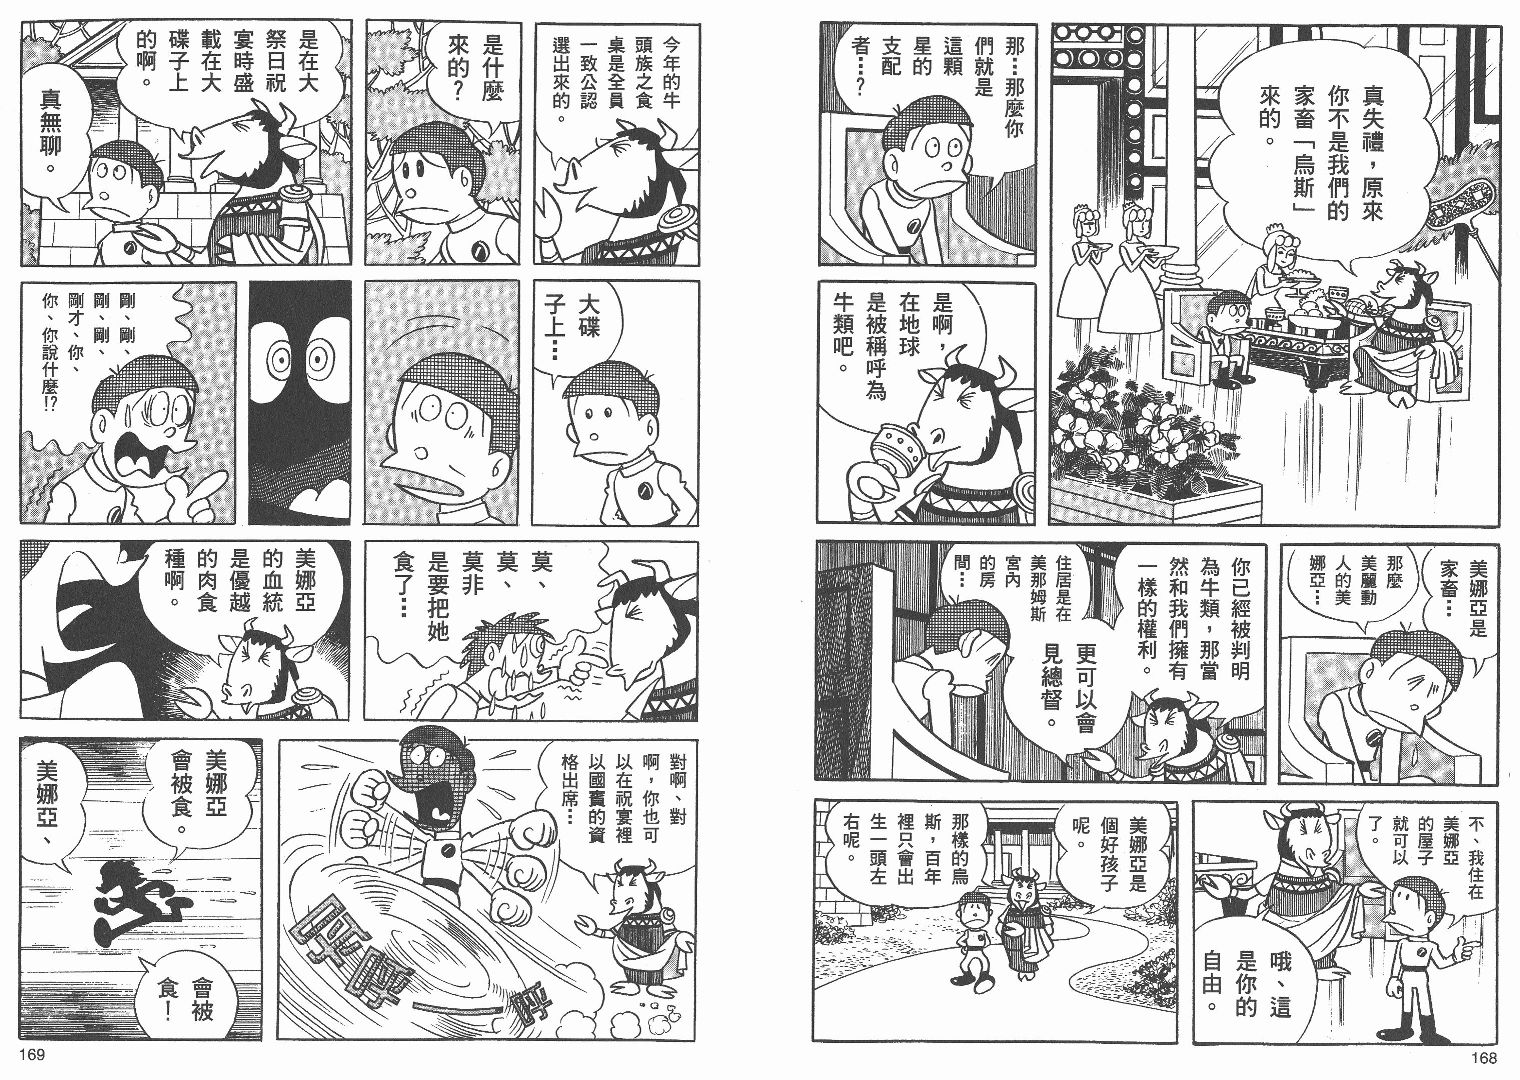 真失禮，原來
你不是我們的
家畜「烏斯」
來的。
那…那麼你
們就是
這顆
星的
支配
者…？
是啊，
在地球
是被稱呼為
牛類吧。
美娜亞是
家畜…
那麼
美麗動
人的美
娜亞…
你已經被判明
為牛類，那當
然和我們擁有
一樣的權利。
更可以會
見總督。
住居是在
美那姆斯
宮內
的房
間…
不、我住在
美娜亞
的屋子
就可以
了。
哦、這
是你的
自由。
美娜亞是
個好孩子
呢。
那樣的烏
斯，百年
裡只會出
生一頭左
右呢。
168
今年的牛
頭族之食
桌是全員
一致公認
選出來的。
是什麼
來的？
是在大
祭日祝
宴時盛
載在大
碟子上
的啊。
真無聊。
大碟
子上…
剛、剛、
剛、剛、
剛才、你、
你、你說什麼!?
莫、
莫、
莫非
是要把她
食了…
美娜亞
的血統
是優越
的肉食
種啊。
對啊、對
啊，你也可
以在祝宴裡
以國賓的資
格出席…
呼
美娜亞
會被食。
美娜亞、
會被
食！
169